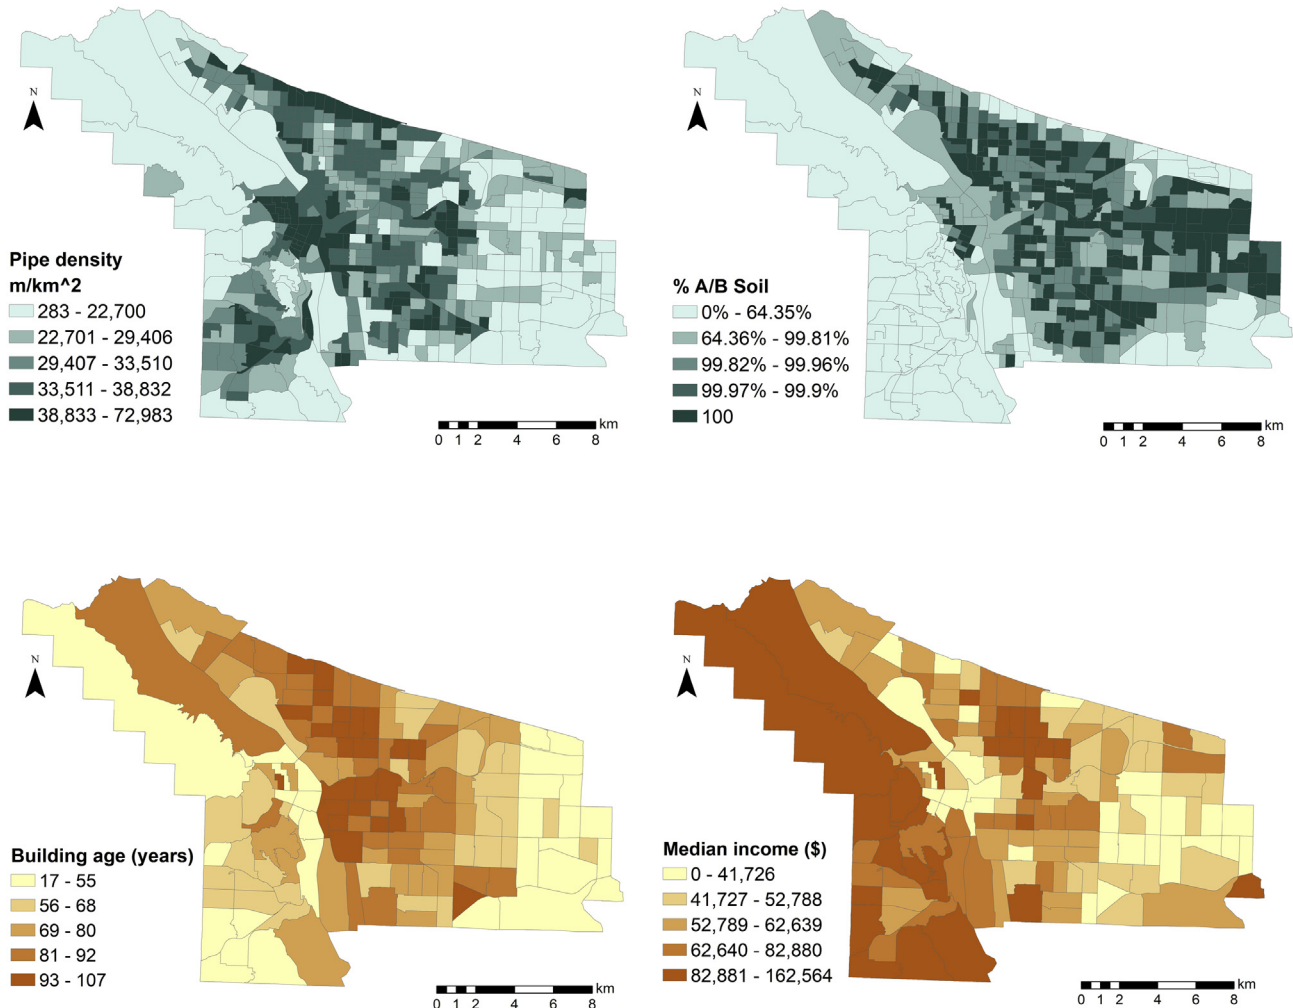 N
Pipe density
m/km^2
283 - 22,700
22,701 - 29,406
29,407 - 33,510
33,511 - 38,832
38,833 - 72,983
km
0 1 2 4 6 8
N
% A/B Soil
0% - 64.35%
64.36% - 99.81%
99.82% - 99.96%
99.97% - 99.9%
100
km
0 1 2 4 6 8
N
Building age (years)
17 - 55
56 - 68
69 - 80
81 - 92
93 - 107
km
0 1 2 4 6 8
N
Median income ($)
0 - 41,726
41,727 - 52,788
52,789 - 62,639
62,640 - 82,880
82,881 - 162,564
km
0 1 2 4 6 8